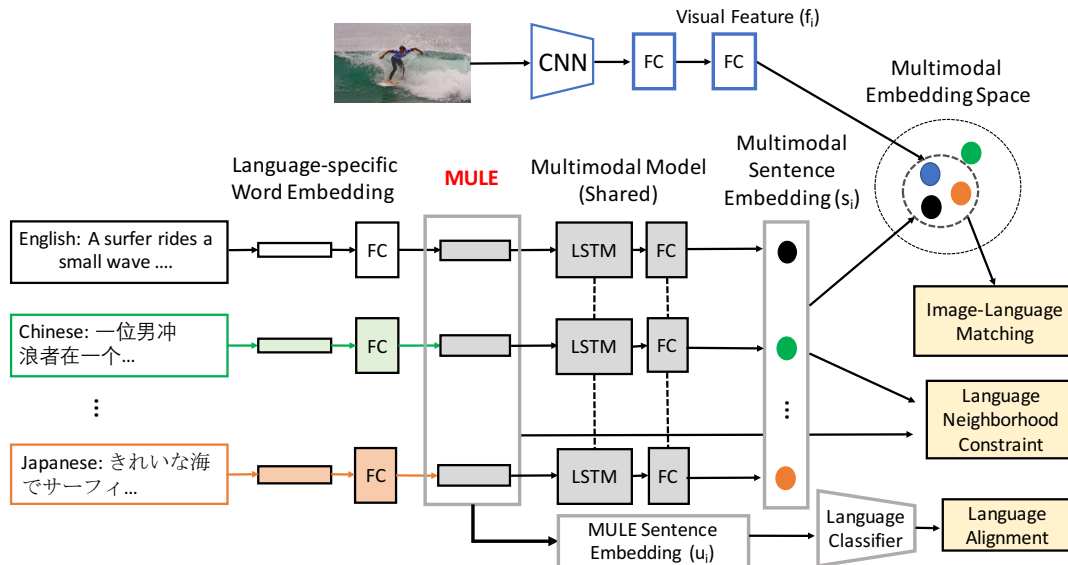 Visual Feature (fi)
CNN
FC
FC
Multimodal
Embedding Space
Language-specific
Word Embedding
MULE
Multimodal Model
(Shared)
Multimodal
Sentence
Embedding (si)
English: A surfer rides a
small wave ....
FC
LSTM
FC
Image-Language
Matching
Chinese: 一位男冲
浪者在一个...
FC
LSTM
FC
...
...
Language
Neighborhood
Constraint
Japanese: きれいな海
でサーフィ...
FC
LSTM
FC
MULE Sentence
Embedding (ui)
Language
Classifier
Language
Alignment